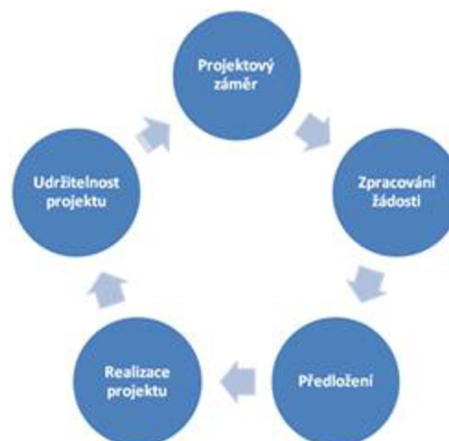 Projektový
záměr
Zpracování
žádosti
Předložení
Realizace
projektu
Udržitelnost
projektu